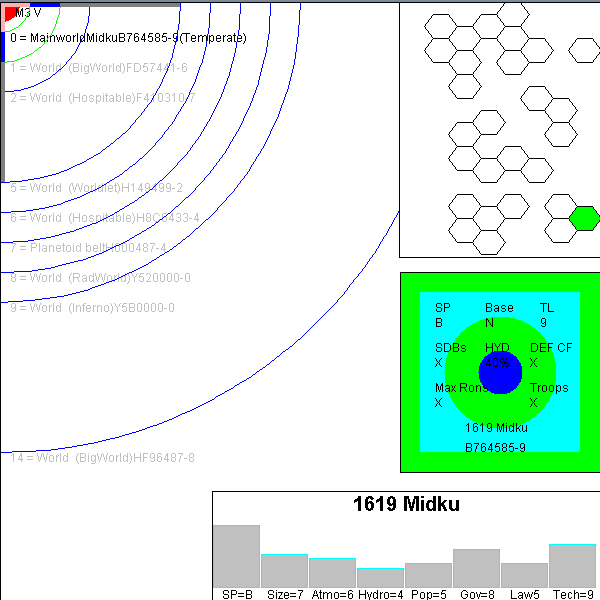 M3 V
0 = MainworldMidkuB764585-9(Temperate)
1 = World (BigWorld)FD57441-6
2 = World (Hospitable)F410310-7
5 = World (Worldlet)H149499-2
6 = World (Hospitable)H8C6433-4
7 = Planetoid beltH000487-4
8 = World (RadWorld)Y520000-0
9 = World (Inferno)Y5B0000-0
14 = World (BigWorld)HF96487-8
SP Base TL
B N 9
SDBs HYD DEF CF
X 40% X
Max Rons Troops
X X
1619 Midku
B764585-9
1619 Midku
SP=B Size=7 Atmo=6 Hydro=4 Pop=5 Gov=8 Law5 Tech=9